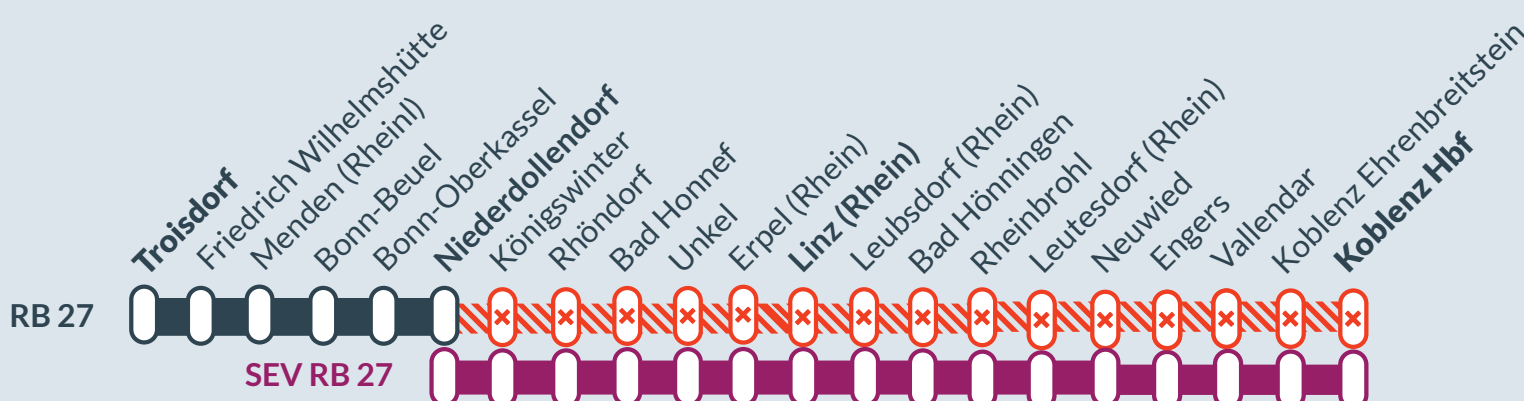 Troisdorf
Friedrich Wilhelmshütte
Menden (Rheinl)
Bonn-Beuel
Bonn-Oberkassel
Niederdollendorf
Königswinter
Rhöndorf
Bad Honnef
Unkel
Erpel (Rhein)
Linz (Rhein)
Leubsdorf (Rhein)
Bad Hönningen
Rheinbrohl
Leutesdorf (Rhein)
Neuwied
Engers
Vallendar
Koblenz Ehrenbreitstein
Koblenz Hbf
RB 27
SEV RB 27